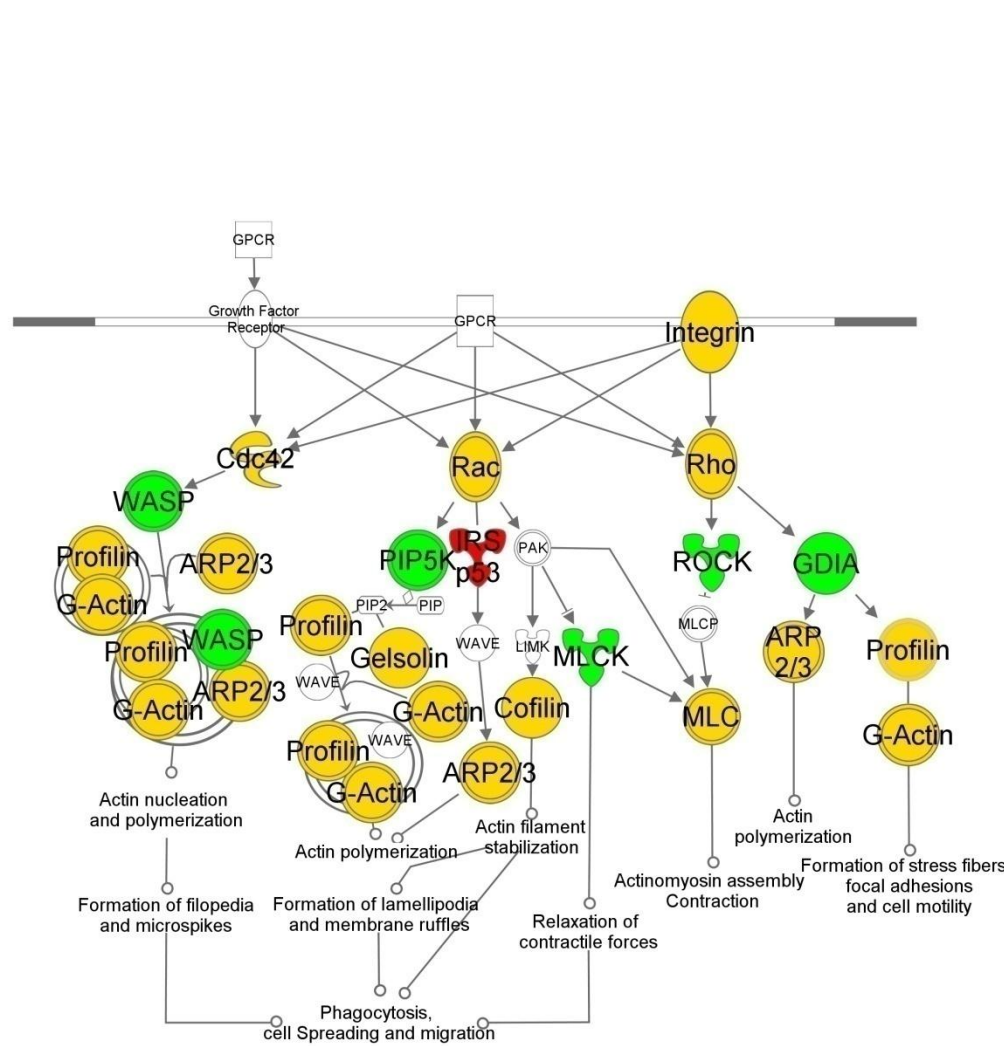 GPCR
Growth Factor
Receptor
GPCR
Integrin
Cdc42
Rac
Rho
WASP
IRS
p53
PAK
PIP5K
ROCK
GDIA
Profilin
ARP2/3
G-Actin
PIP2
PIP
Profilin
WAVE
LIMK
MLCK
MLCP
ARP
2/3
Profilin
Profilin
WASP
Gelsolin
WAVE
ARP2/3
G-Actin
G-Actin
Cofilin
MLC
G-Actin
Profilin
WAVE
G-Actin
ARP2/3
Actin nucleation
and polymerization
Actin polymerization
Actin filament
stabilization
Actin
polymerization
Actinomyosin assembly
Contraction
Formation of stress fibers
focal adhesions
and cell motility
Formation of filopedia
and microspikes
Formation of lamellipodia
and membrane ruffles
Relaxation of
contractile forces
Phagocytosis,
cell Spreading and migration